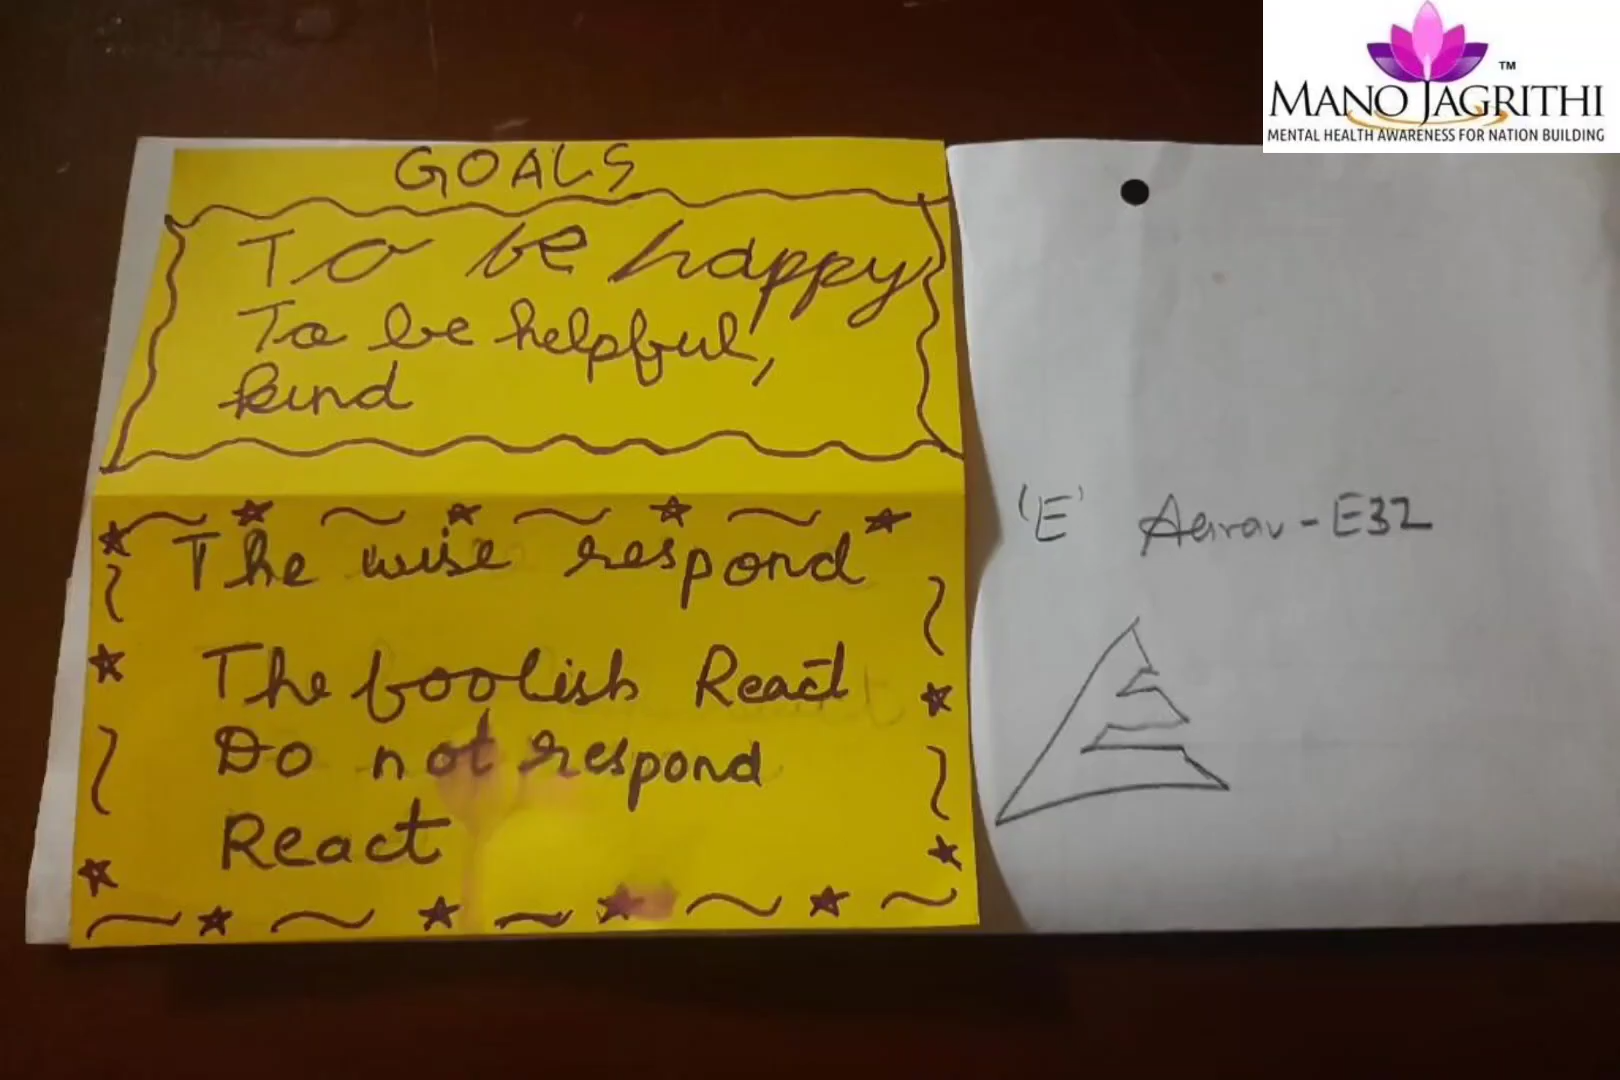 MANO JAGRITHI
TM
MENTAL HEALTH AWARENESS FOR NATION BUILDING
GOALS
To be happy
To be helpful,
kind
The wise respond
The foolish React
Do not respond
React
'E' Aarav - E32